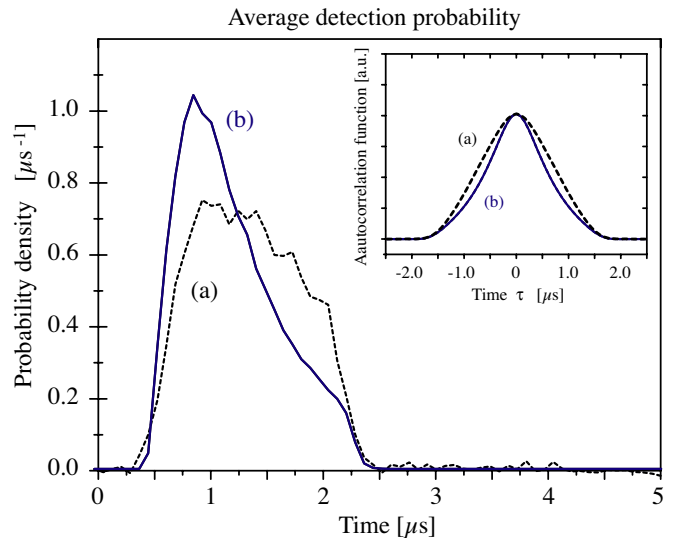 Average detection probability
Probability density [μs⁻¹]
1.0
0.8
0.6
0.4
0.2
0.0
(b)
(a)
0 1 2 3 4 5
Time [μs]
Aautocorrelation function [a.u.]
(a)
(b)
-2.0 -1.0 0 1.0 2.0
Time τ [μs]